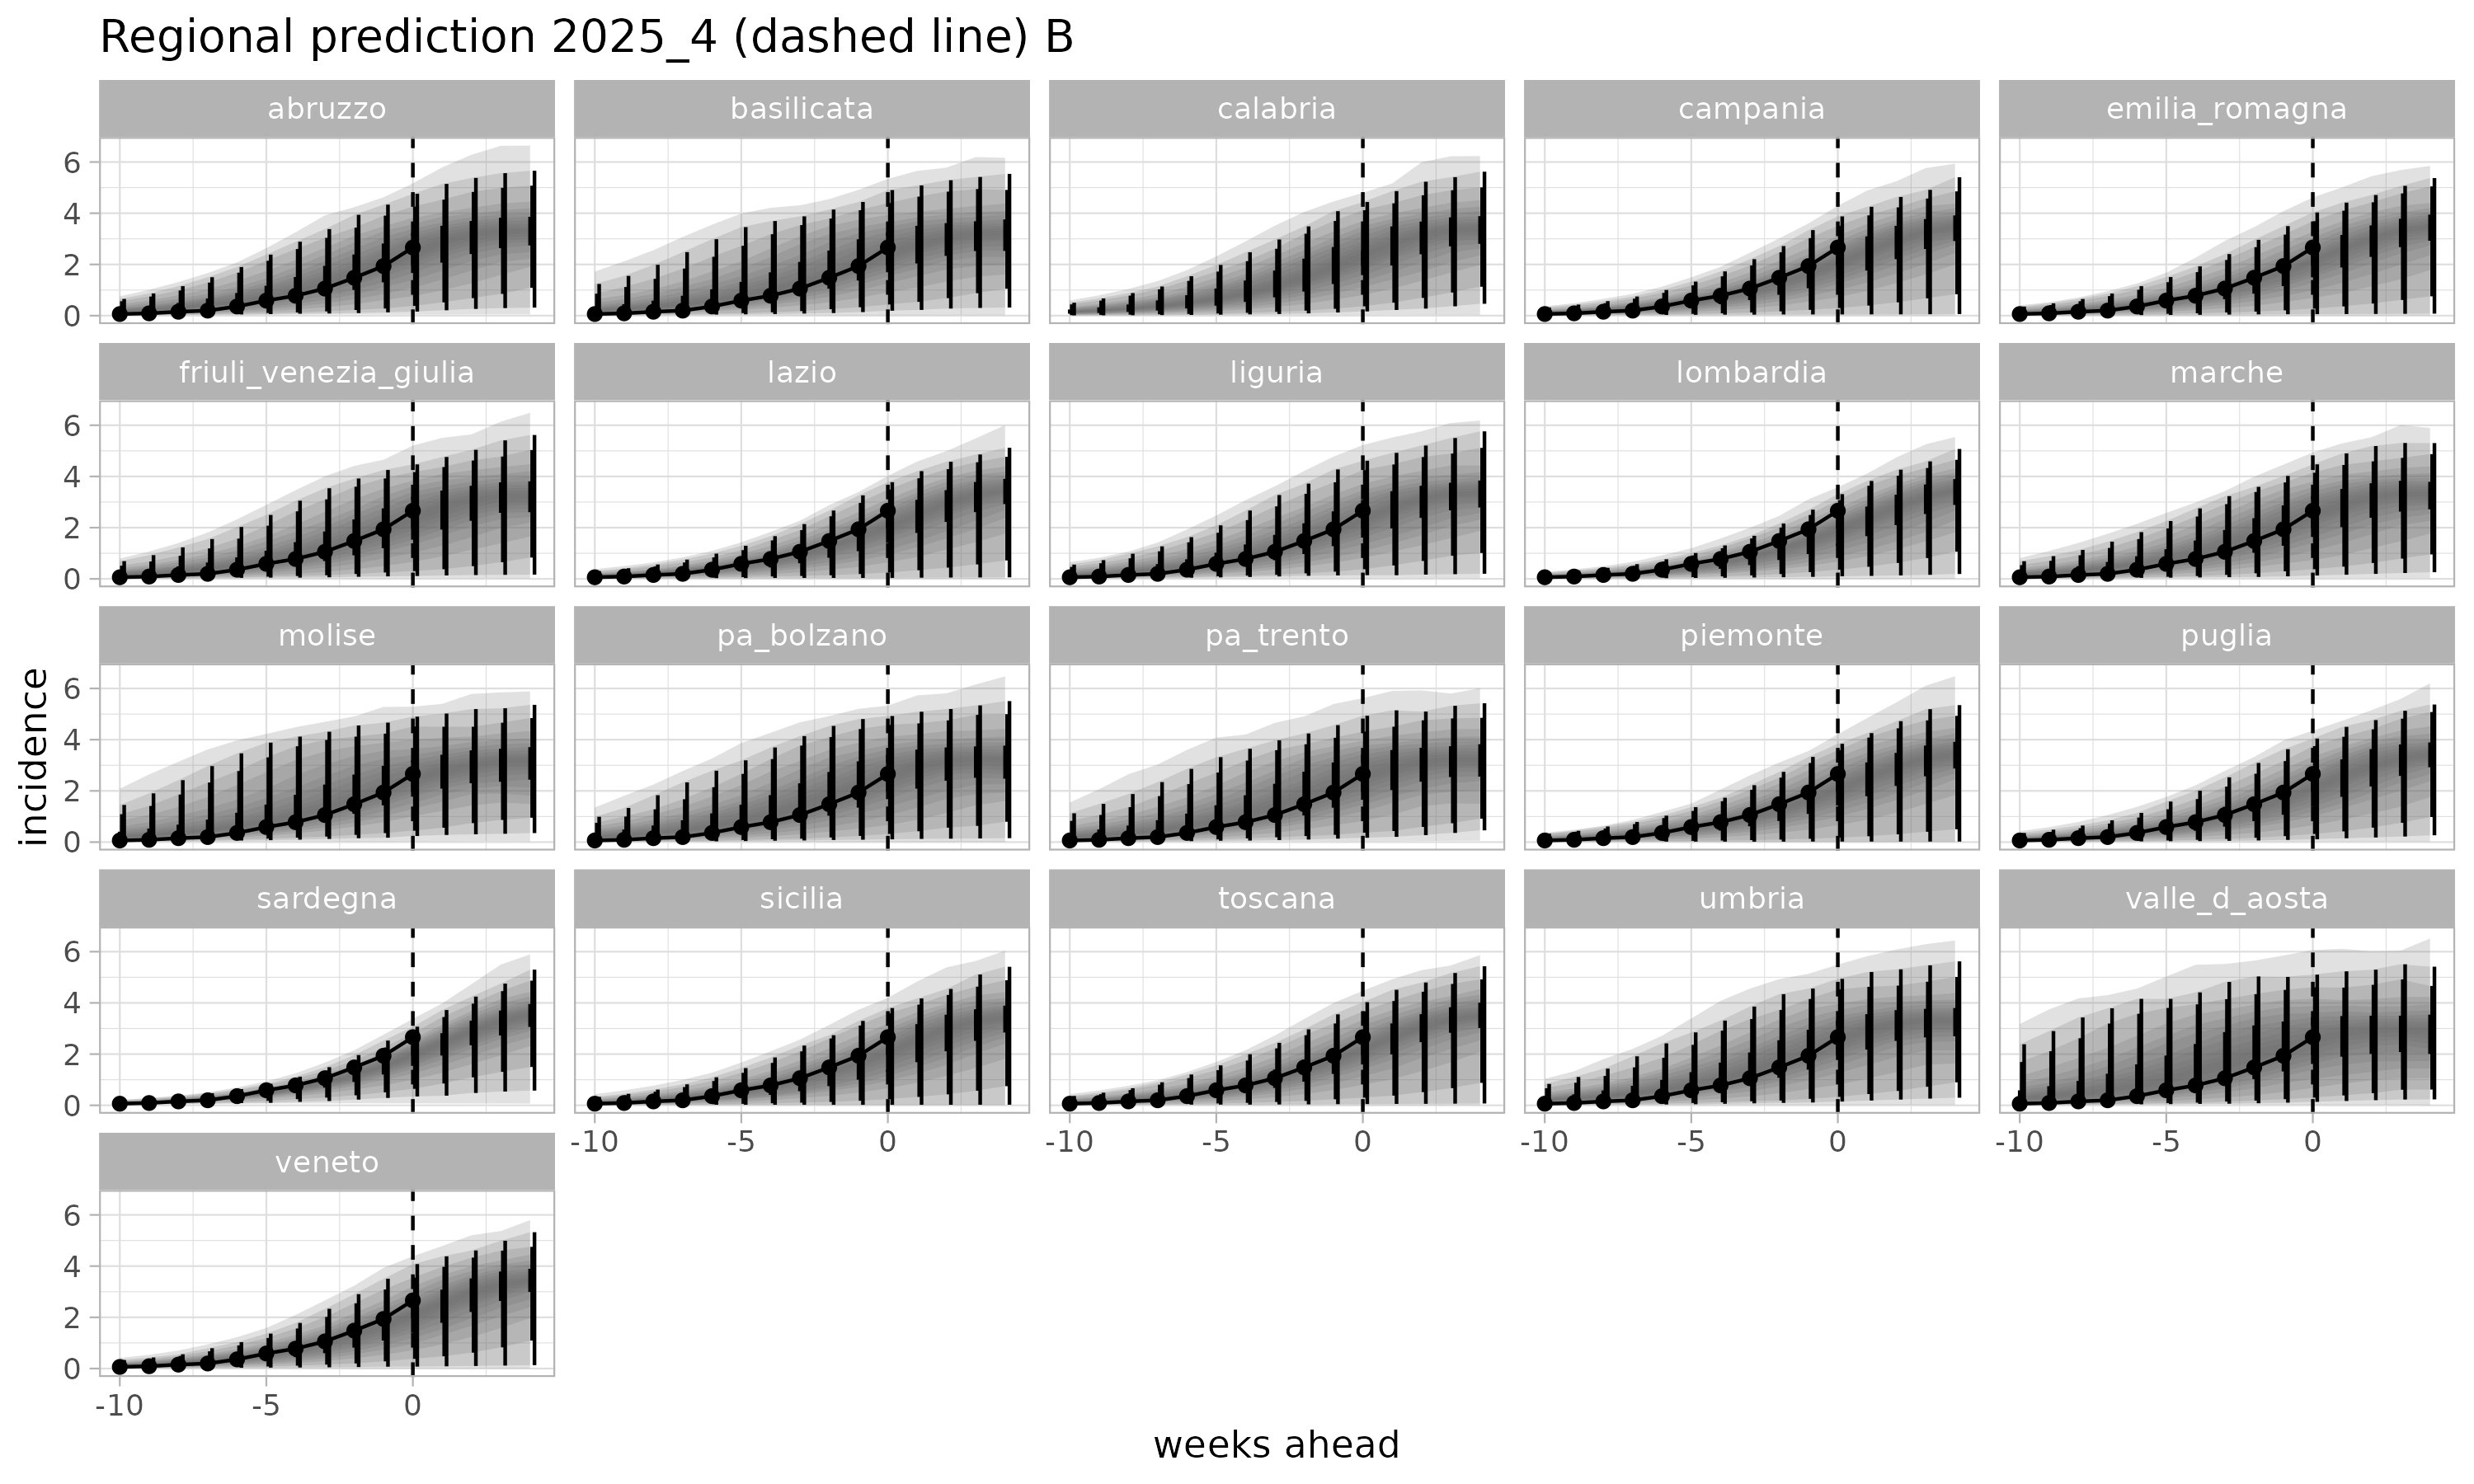 Regional prediction 2025_4 (dashed line) B
abruzzo basilicata calabria campania emilia_romagna
6
4
2
0
friuli_venezia_giulia lazio liguria lombardia marche
6
4
2
0
molise pa_bolzano pa_trento piemonte puglia
6
4
2
0
incidence
sardegna sicilia toscana umbria valle_d_aosta
6
4
2
0
-10 -5 0 -10 -5 0 -10 -5 0 -10 -5 0
veneto
6
4
2
0
-10 -5 0
weeks ahead